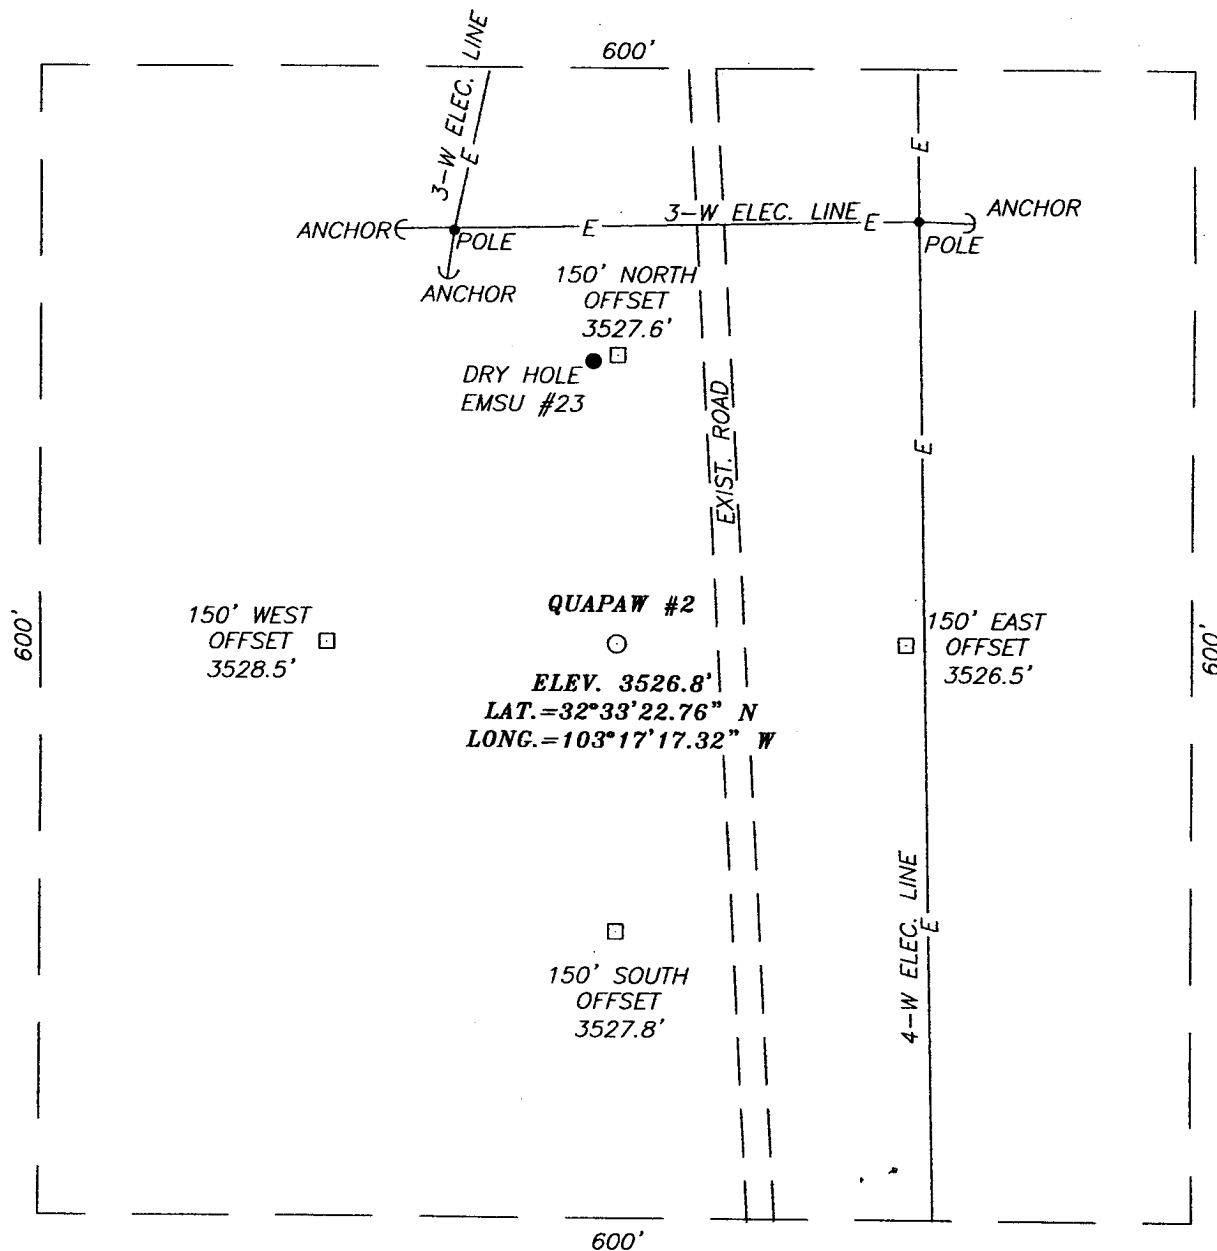 600'
3-W ELEC. LINE
E
E
3-W ELEC. LINE
E
E
ANCHOR
POLE
ANCHOR
ANCHOR
POLE
150' NORTH
OFFSET
3527.6'
DRY HOLE
EMSU #23
EXIST. ROAD
E
600'
150' WEST
OFFSET
3528.5'
QUAPAW #2
ELEV. 3526.8'
LAT.=32°33'22.76" N
LONG.=103°17'17.32" W
150' EAST
OFFSET
3526.5'
600'
4-W ELEC. LINE
E
150' SOUTH
OFFSET
3527.8'
600'